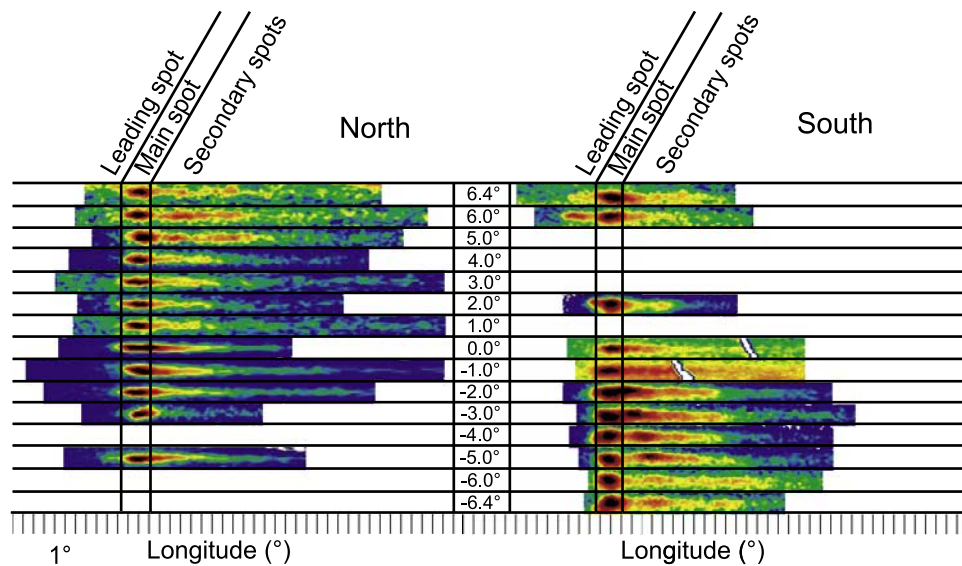 Leading spot
Main spot
Secondary spots
North
Leading spot
Main spot
Secondary spots
South
6.4°
6.0°
5.0°
4.0°
3.0°
2.0°
1.0°
0.0°
-1.0°
-2.0°
-3.0°
-4.0°
-5.0°
-6.0°
-6.4°
1°
Longitude (°)
Longitude (°)